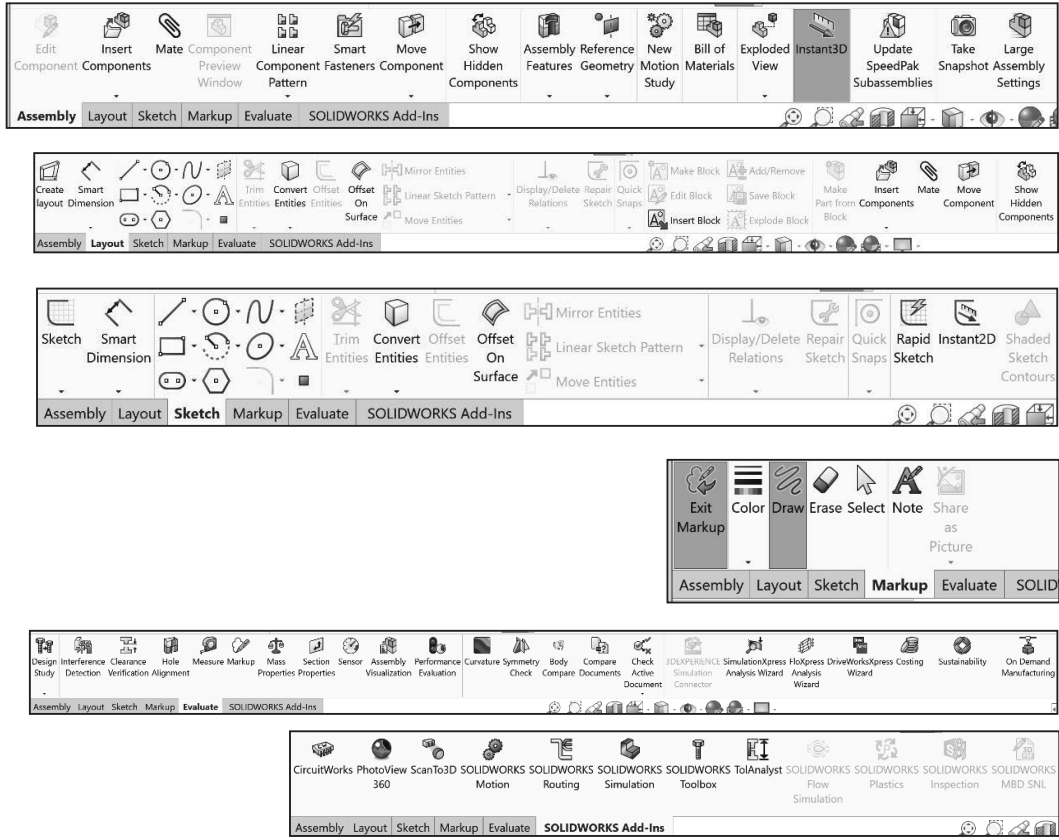 Edit Insert Mate Component Linear Smart Move Show Assembly Reference New Bill of Exploded Instant3D Update Take Large
Component Components Preview Component Fasteners Component Hidden Features Geometry Motion Materials View SpeedPak Snapshot Assembly
Window Pattern Components Study Subassemblies Settings
Assembly Layout Sketch Markup Evaluate SOLIDWORKS Add-Ins
Create Smart Trim Convert Offset Offset Mirror Entities Display/Delete Repair Quick Make Block Add/Remove Make Insert Mate Move Show
layout Dimension Entities Entities Entities On Linear Sketch Pattern Relations Sketch Snaps Edit Block Save Block Part from Components Component Hidden
Surface Move Entities Insert Block Explode Block Block Components
Assembly Layout Sketch Markup Evaluate SOLIDWORKS Add-Ins
Sketch Smart Trim Convert Offset Offset Mirror Entities Display/Delete Repair Quick Rapid Instant2D Shaded
Dimension Entities Entities Entities On Linear Sketch Pattern Relations Sketch Snaps Sketch Sketch
Surface Move Entities Contours
Assembly Layout Sketch Markup Evaluate SOLIDWORKS Add-Ins
Exit Color Draw Erase Select Note Share
Markup as
Picture
Assembly Layout Sketch Markup Evaluate SOLID
Design Interference Clearance Hole Measure Markup Mass Section Sensor Assembly Performance Curvature Symmetry Body Compare Check 3DEXPERIENCE SimulationXpress FloXpress DriveWorksXpress Costing Sustainability On Demand
Study Detection Verification Alignment Properties Properties Visualization Evaluation Check Compare Documents Active Simulation Analysis Wizard Analysis Wizard Manufacturing
Document Connector Wizard
Assembly Layout Sketch Markup Evaluate SOLIDWORKS Add-Ins
CircuitWorks PhotoView ScanTo3D SOLIDWORKS SOLIDWORKS SOLIDWORKS SOLIDWORKS TolAnalyst SOLIDWORKS SOLIDWORKS SOLIDWORKS SOLIDWORKS
360 Motion Routing Simulation Toolbox Flow Plastics Inspection MBD SNL
Simulation
Assembly Layout Sketch Markup Evaluate SOLIDWORKS Add-Ins